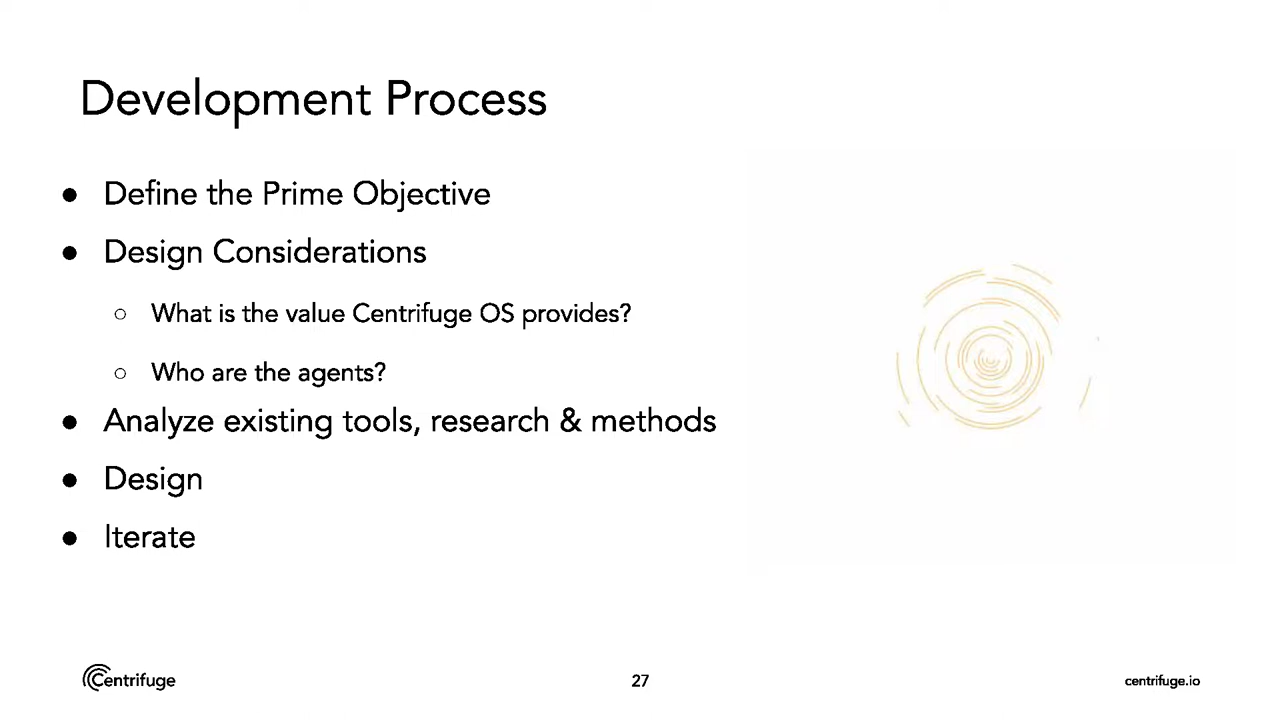 Development Process
● Define the Prime Objective
● Design Considerations
○ What is the value Centrifuge OS provides?
○ Who are the agents?
● Analyze existing tools, research & methods
● Design
● Iterate
Centrifuge
27
centrifuge.io